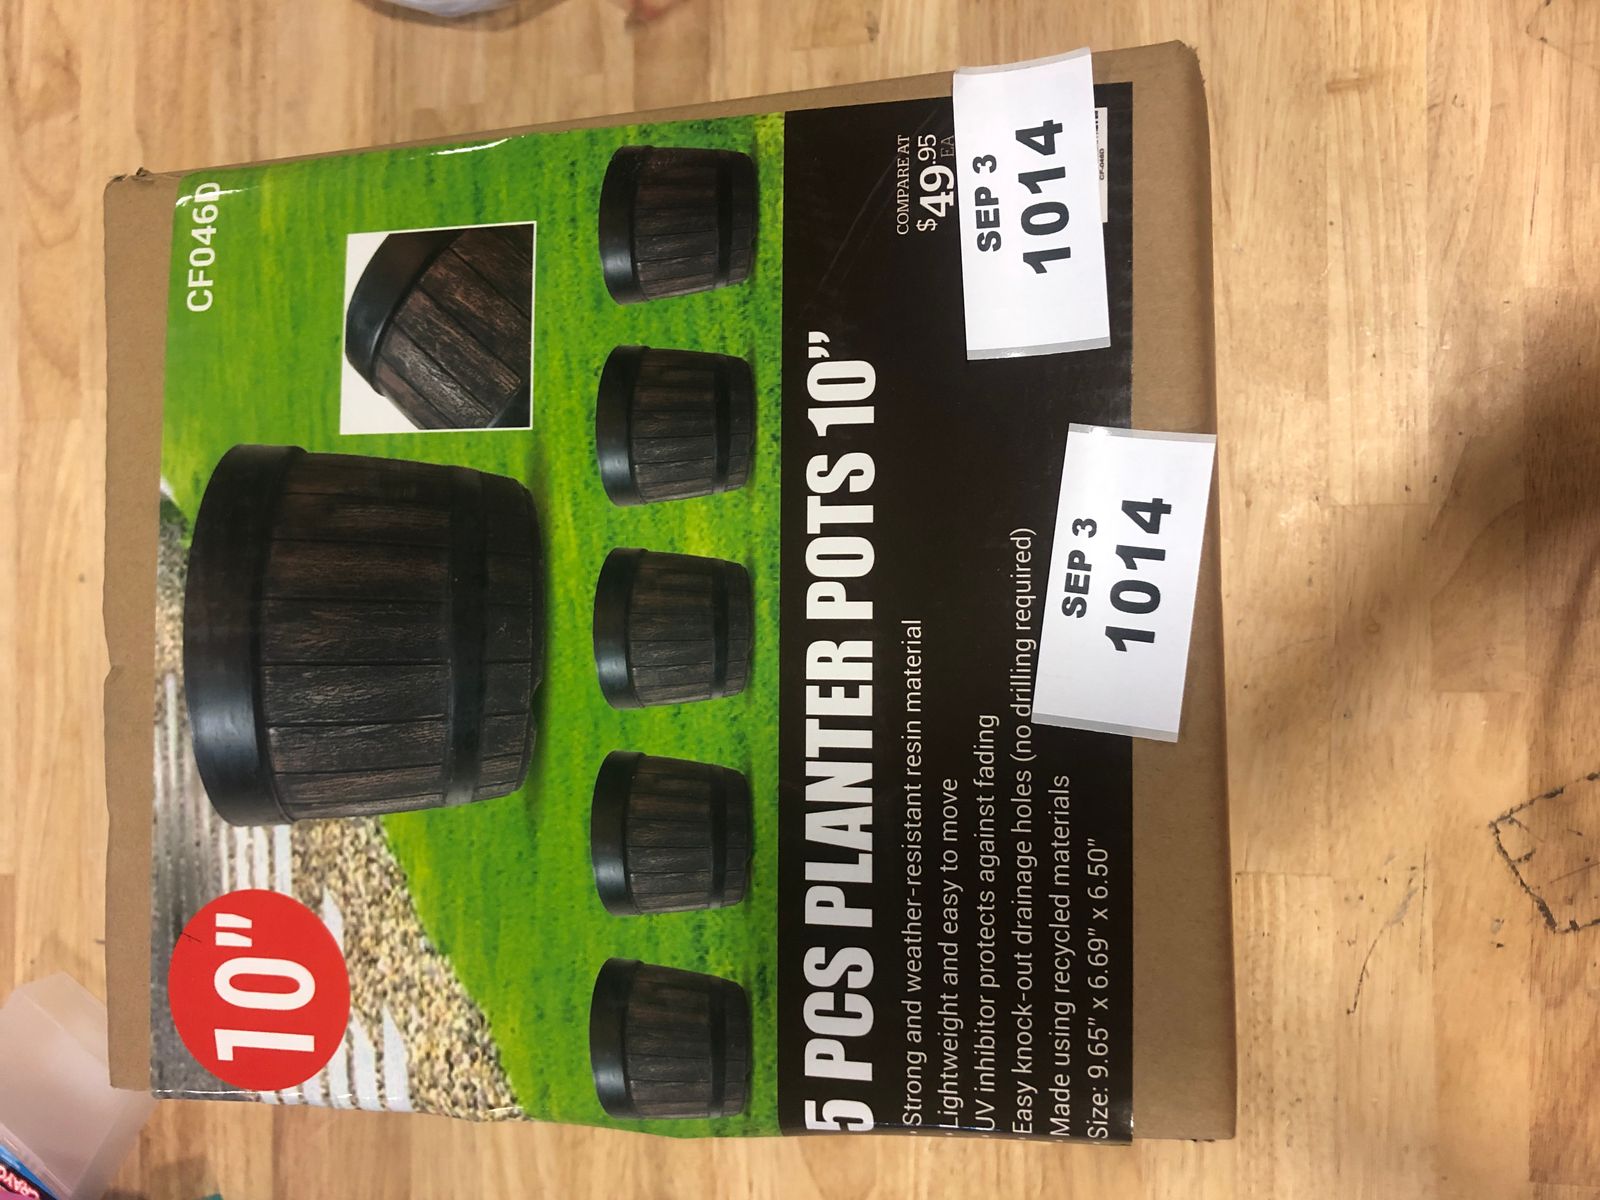 CF046D
10"
5 PCS PLANTER POTS 10”
COMPARE AT
$49.95
EA
· Strong and weather-resistant resin material
· Lightweight and easy to move
· UV inhibitor protects against fading
· Easy knock-out drainage holes (no drilling required)
· Made using recycled materials
· Size: 9.65" x 6.69" x 6.50"
SEP 3
1014
SEP 3
1014
CF-046D